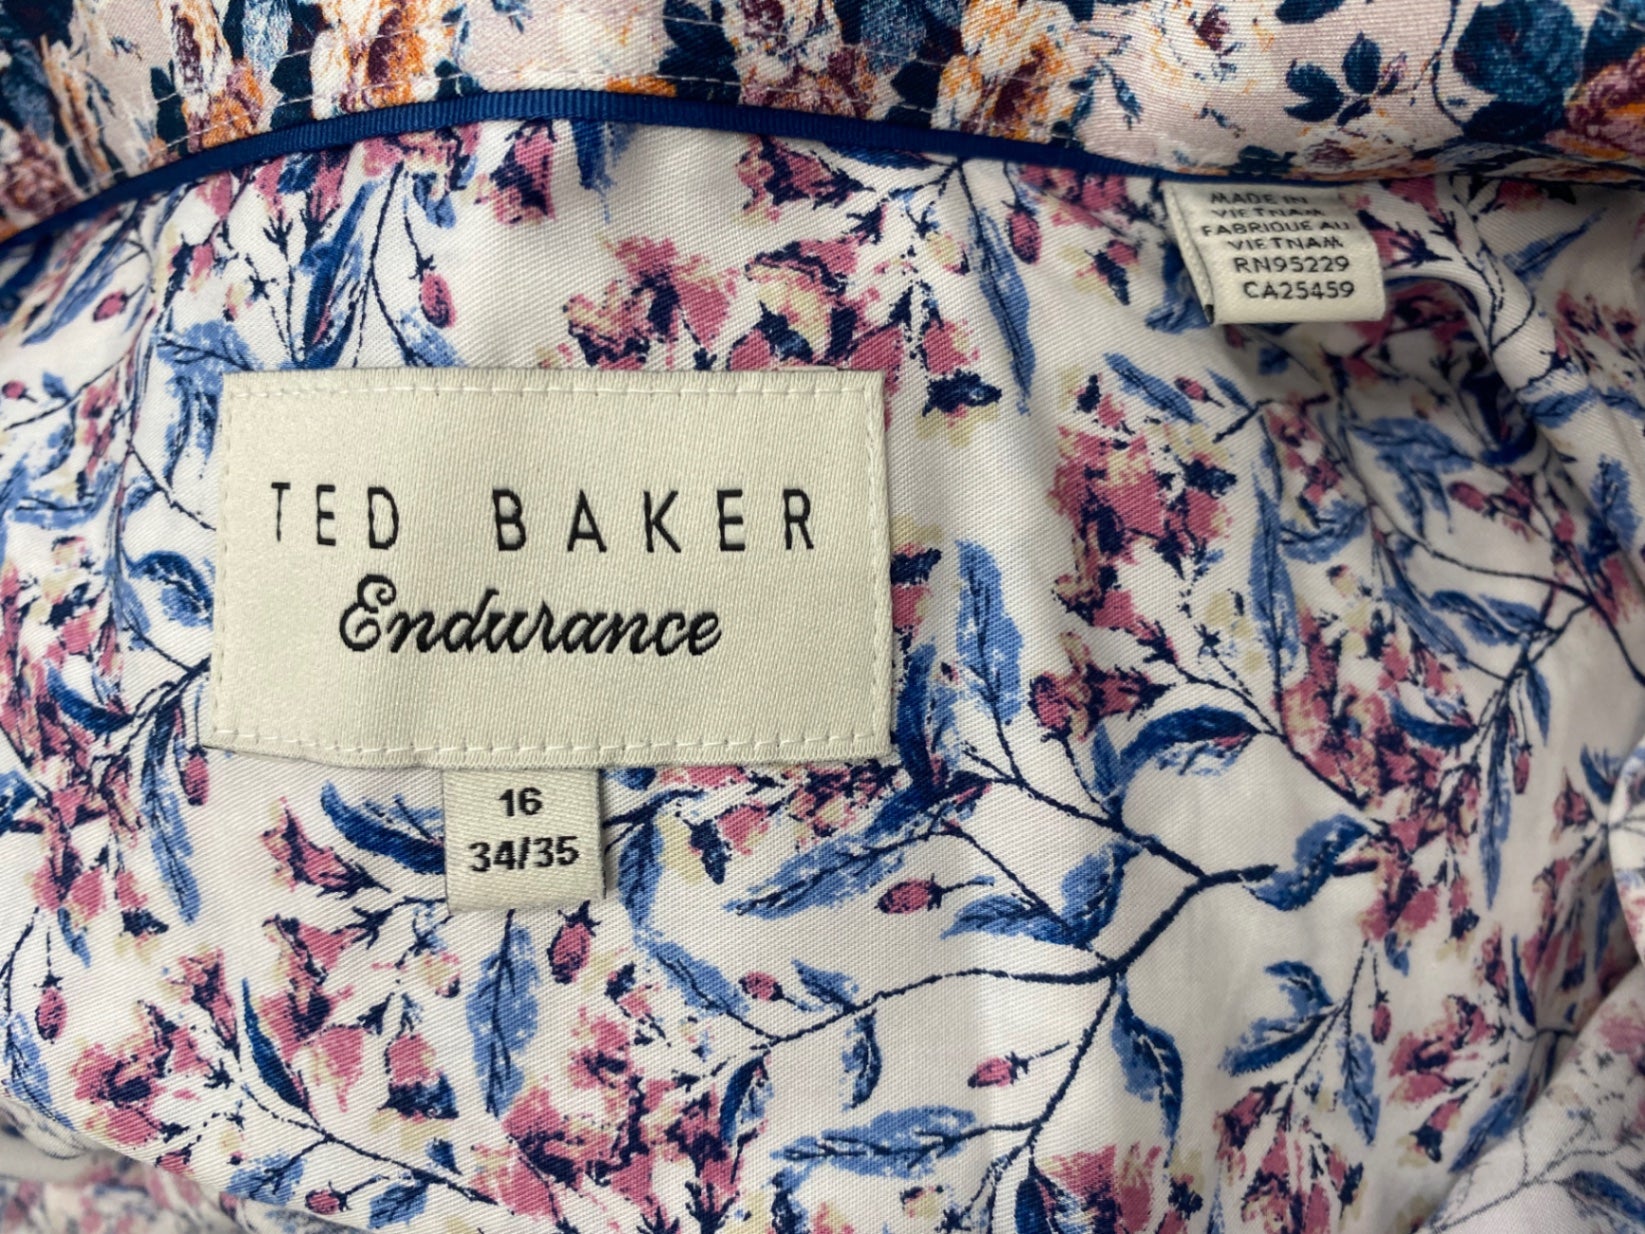 TED BAKER
Endurance
16
34/35
MADE IN
VIETNAM
FABRIQUE AU
VIETNAM
RN95229
CA25459